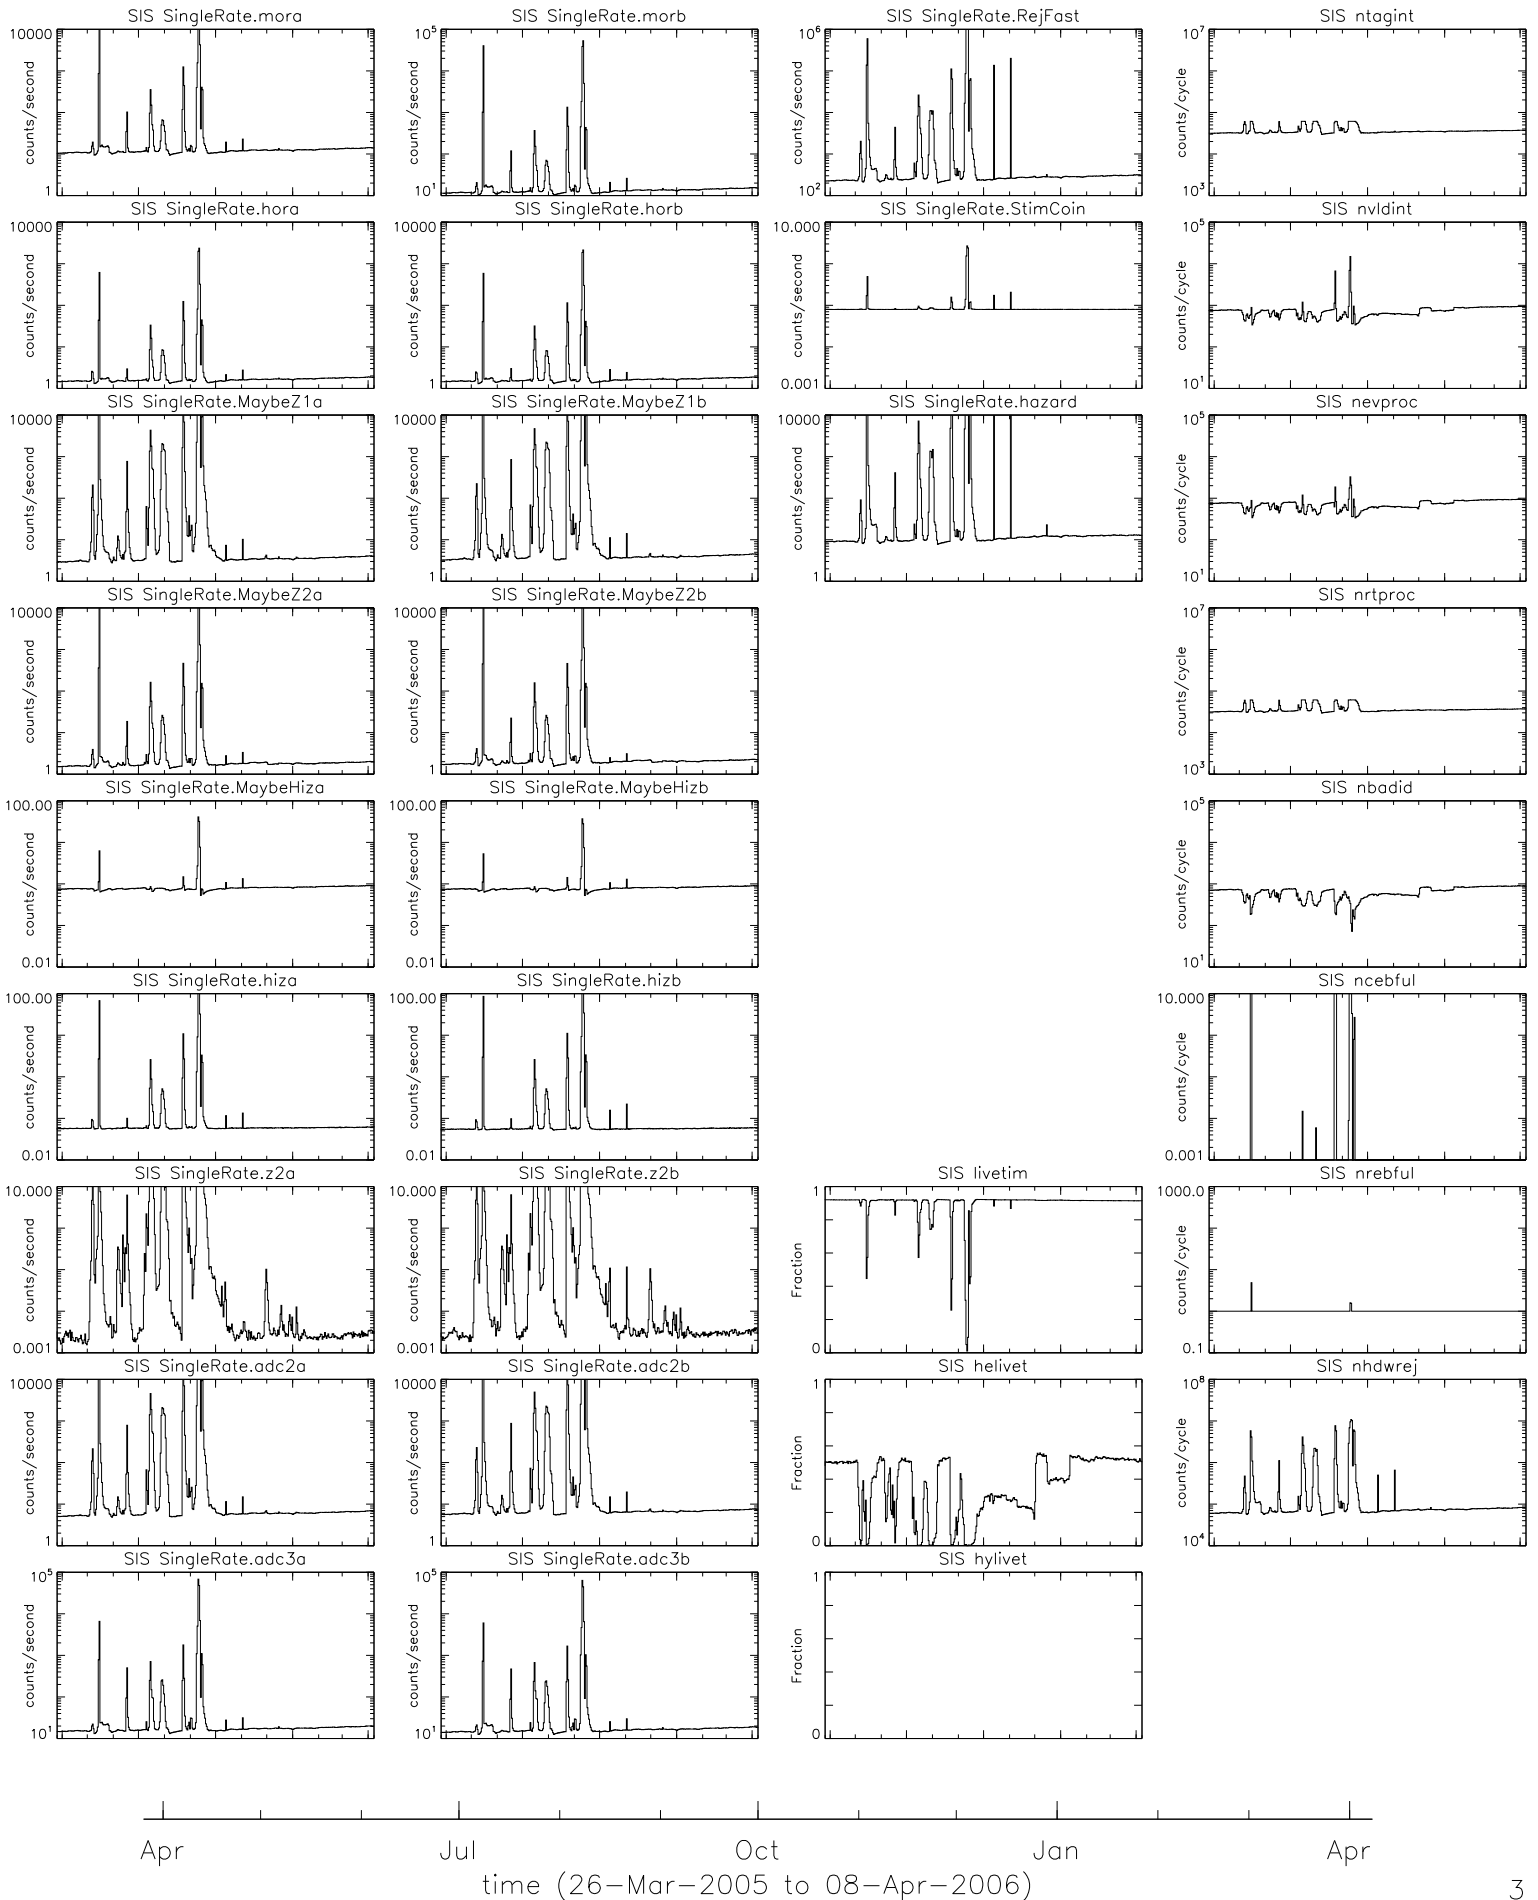 SIS SingleRate.mora
10000
counts/second
1
SIS SingleRate.morb
10^5
counts/second
10^1
SIS SingleRate.RejFast
10^6
counts/second
10^2
SIS ntagint
10^7
counts/cycle
10^3
SIS SingleRate.hora
10000
counts/second
1
SIS SingleRate.horb
10000
counts/second
1
SIS SingleRate.StimCoin
10.000
counts/second
0.001
SIS nvldint
10^5
counts/cycle
10^1
SIS SingleRate.MaybeZ1a
10000
counts/second
1
SIS SingleRate.MaybeZ1b
10000
counts/second
1
SIS SingleRate.hazard
10000
counts/second
1
SIS nevproc
10^5
counts/cycle
10^1
SIS SingleRate.MaybeZ2a
10000
counts/second
1
SIS SingleRate.MaybeZ2b
10000
counts/second
1
SIS nrtproc
10^7
counts/cycle
10^3
SIS SingleRate.MaybeHiza
100.00
counts/second
0.01
SIS SingleRate.MaybeHizb
100.00
counts/second
0.01
SIS nbadid
10^5
counts/cycle
10^1
SIS SingleRate.hiza
100.00
counts/second
0.01
SIS SingleRate.hizb
100.00
counts/second
0.01
SIS ncebful
10.000
counts/cycle
0.001
SIS SingleRate.z2a
10.000
counts/second
0.001
SIS SingleRate.z2b
10.000
counts/second
0.001
SIS livetim
1
Fraction
0
SIS nrebful
1000.0
counts/cycle
0.1
SIS SingleRate.adc2a
10000
counts/second
1
SIS SingleRate.adc2b
10000
counts/second
1
SIS helivet
1
Fraction
0
SIS nhdwrej
10^8
counts/cycle
10^4
SIS SingleRate.adc3a
10^5
counts/second
10^1
SIS SingleRate.adc3b
10^5
counts/second
10^1
SIS hylivet
1
Fraction
0
Apr Jul Oct Jan Apr
time (26-Mar-2005 to 08-Apr-2006)
3